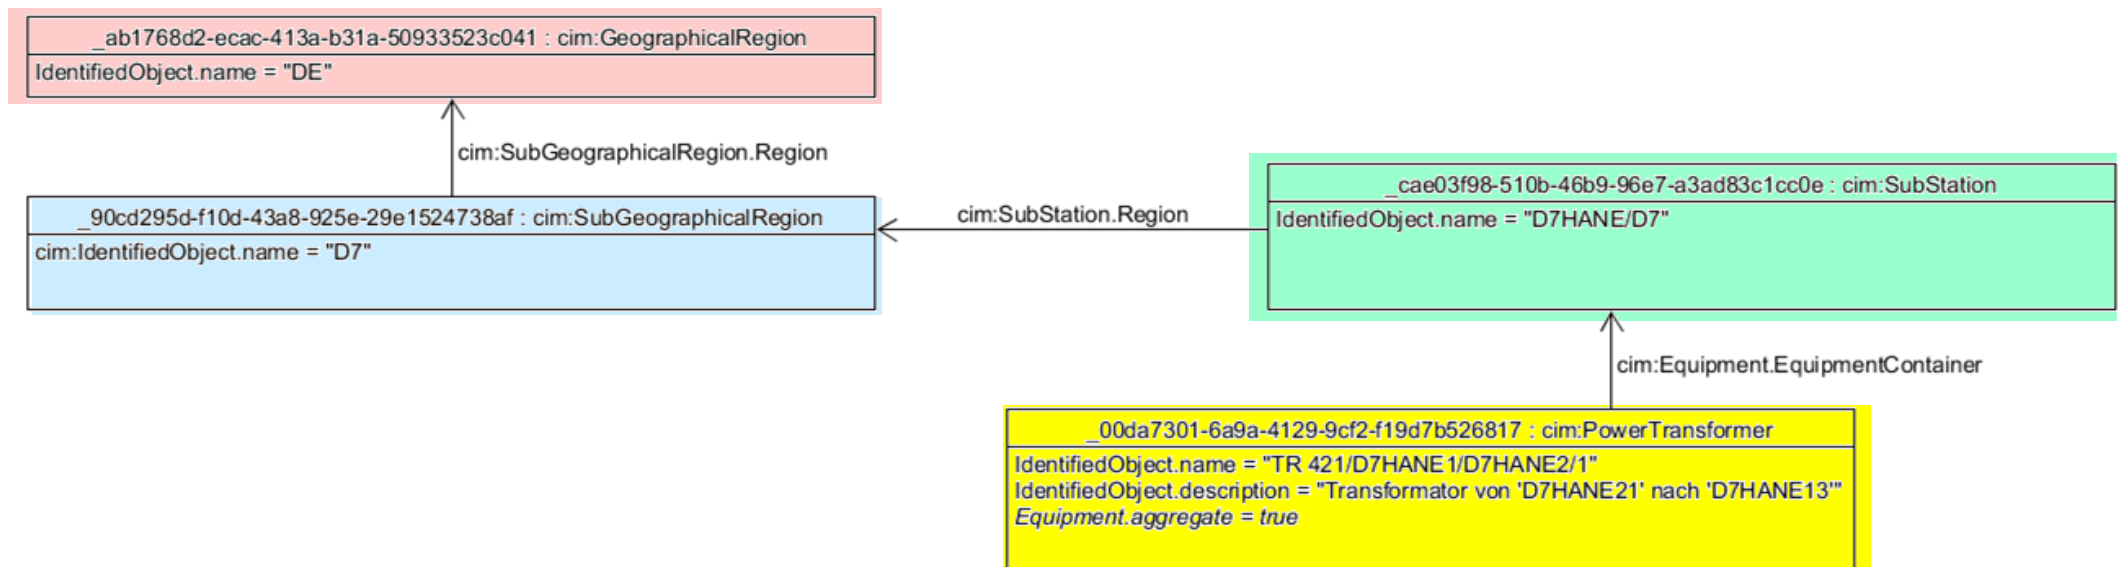 _ab1768d2-ecac-413a-b31a-50933523c041 : cim:GeographicalRegion
IdentifiedObject.name = "DE"
cim:SubGeographicalRegion.Region
_90cd295d-f10d-43a8-925e-29e1524738af : cim:SubGeographicalRegion
cim:IdentifiedObject.name = "D7"
cim:SubStation.Region
_cae03f98-510b-46b9-96e7-a3ad83c1cc0e : cim:SubStation
IdentifiedObject.name = "D7HANE/D7"
cim:Equipment.EquipmentContainer
_00da7301-6a9a-4129-9cf2-f19d7b526817 : cim:PowerTransformer
IdentifiedObject.name = "TR 421/D7HANE1/D7HANE2/1"
IdentifiedObject.description = "Transformator von 'D7HANE21' nach 'D7HANE13'"
Equipment.aggregate = true